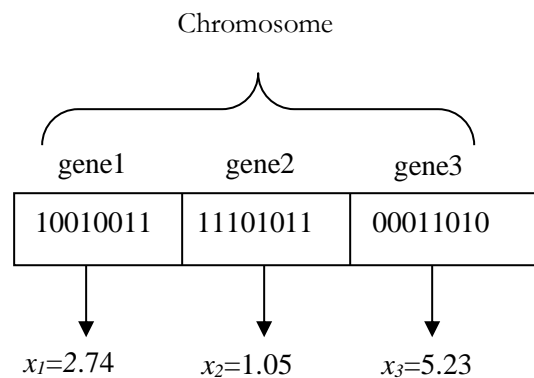 Chromosome
gene1 gene2 gene3
10010011 11101011 00011010
x₁=2.74 x₂=1.05 x₃=5.23